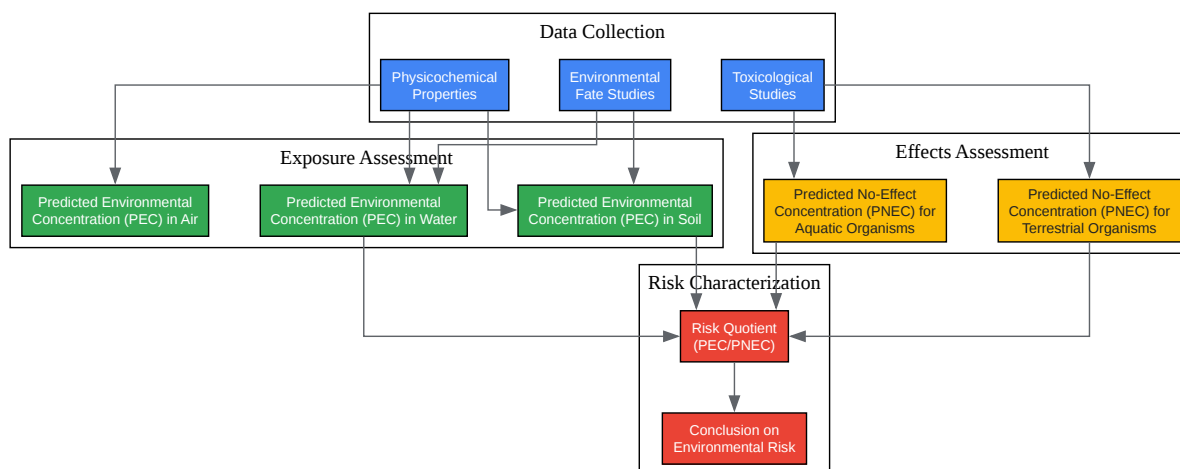 Data Collection
Physicochemical
Properties
Environmental
Fate Studies
Toxicological
Studies
Exposure Assessment
Effects Assessment
Predicted Environmental
Concentration (PEC) in Air
Predicted Environmental
Concentration (PEC) in Water
Predicted Environmental
Concentration (PEC) in Soil
Predicted No-Effect
Concentration (PNEC) for
Aquatic Organisms
Predicted No-Effect
Concentration (PNEC) for
Terrestrial Organisms
Risk Characterization
Risk Quotient
(PEC/PNEC)
Conclusion on
Environmental Risk